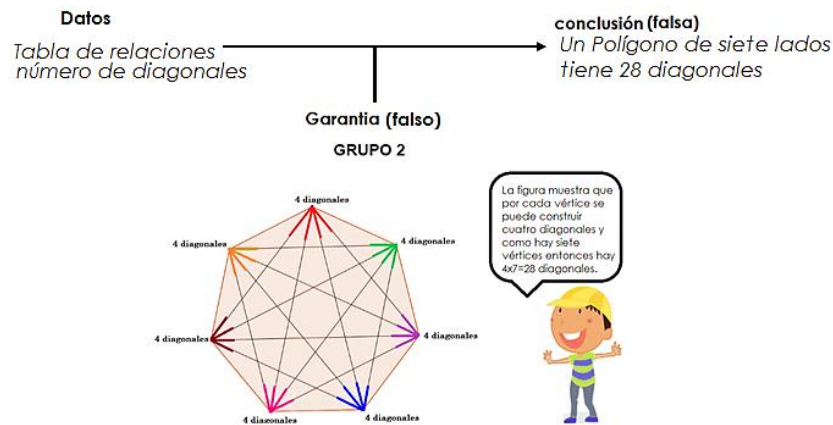 Datos
Tabla de relaciones
número de diagonales
conclusión (falsa)
Un Polígono de siete lados
tiene 28 diagonales
Garantia (falso)
GRUPO 2
4 diagonales
4 diagonales
4 diagonales
4 diagonales
4 diagonales
4 diagonales
4 diagonales
La figura muestra que
por cada vértice se
puede construir
cuatro diagonales y
como hay siete
vértices entonces hay
4x7=28 diagonales.